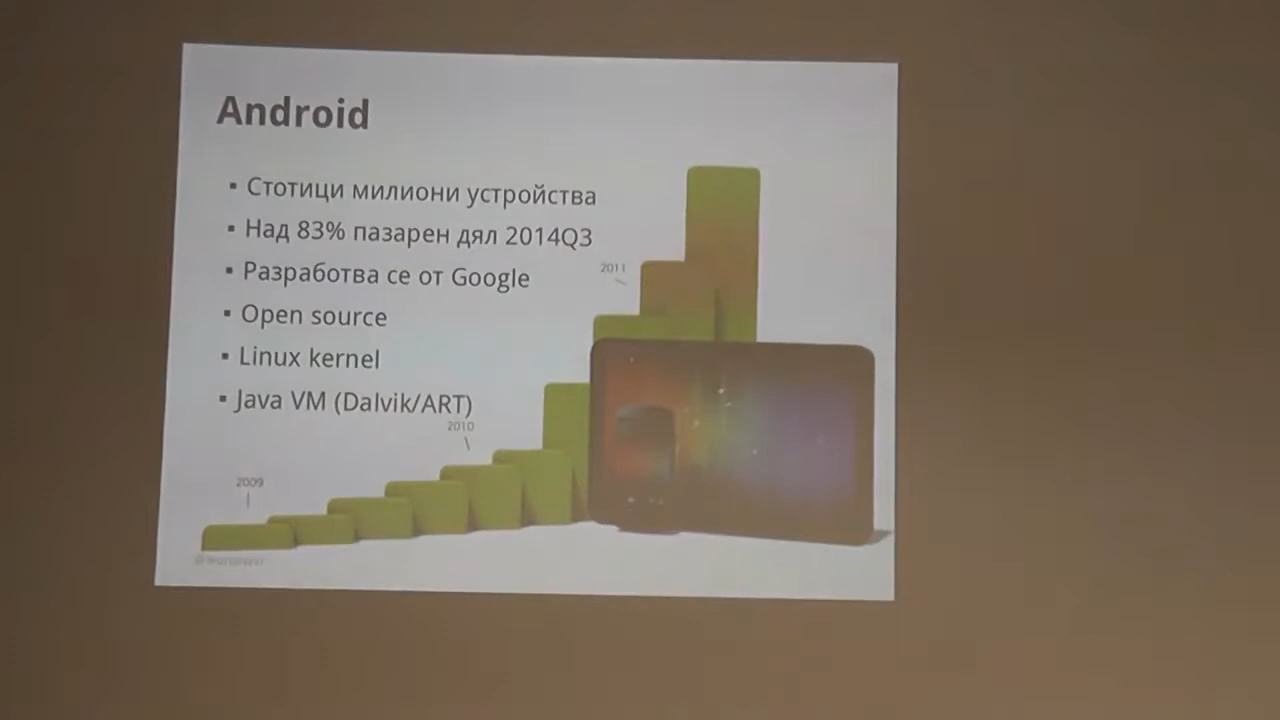 Android
▪ Стотици милиони устройства
▪ Над 83% пазарен дял 2014Q3
▪ Разработва се от Google
▪ Open source
▪ Linux kernel
▪ Java VM (Dalvik/ART)
2011
2010
2009